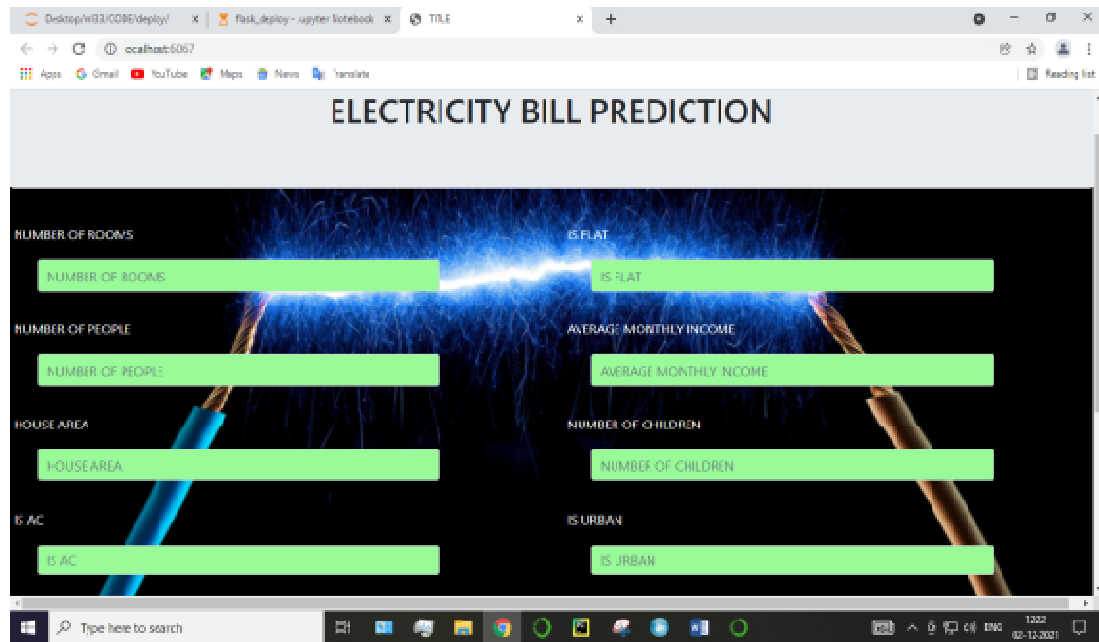 Desktop/W33/CODE/deploy/
flask_deploy - Jupyter Notebook
TITLE
ocalhost:6067
Apps Gmail YouTube Maps News Translate
Reading list
ELECTRICITY BILL PREDICTION
NUMBER OF ROOMS
IS FLAT
NUMBER OF ROOMS
IS FLAT
NUMBER OF PEOPLE
AVERAGE MONTHLY INCOME
NUMBER OF PEOPLE
AVERAGE MONTHLY INCOME
HOUSE AREA
NUMBER OF CHILDREN
HOUSE AREA
NUMBER OF CHILDREN
IS AC
IS URBAN
IS AC
IS URBAN
Type here to search
ENG
12:22
02-12-2021